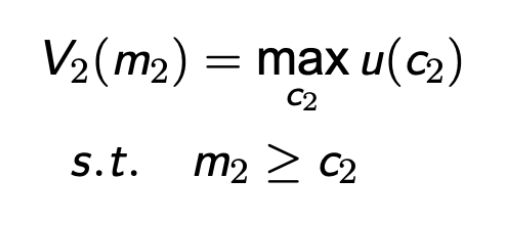 V₂(m₂) = max u(c₂)
c₂
s.t. m₂ ≥ c₂